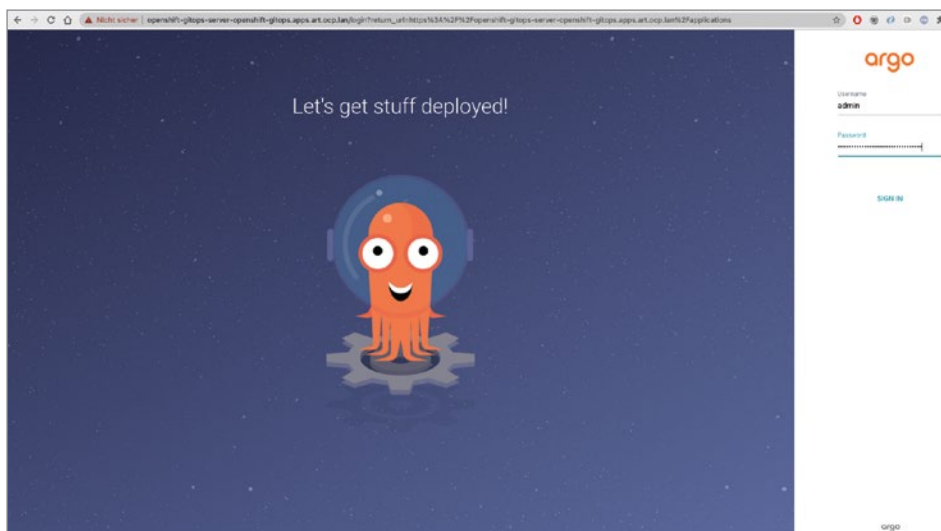 Nicht sicher | openshift-gitops-server-openshift-gitops.apps.art.ocp.lan/login?return_url=https%3A%2F%2Fopenshift-gitops-server-openshift-gitops.apps.art.ocp.lan%2Fapplications
Let's get stuff deployed!
argo
Username
admin
Password
SIGN IN
argo